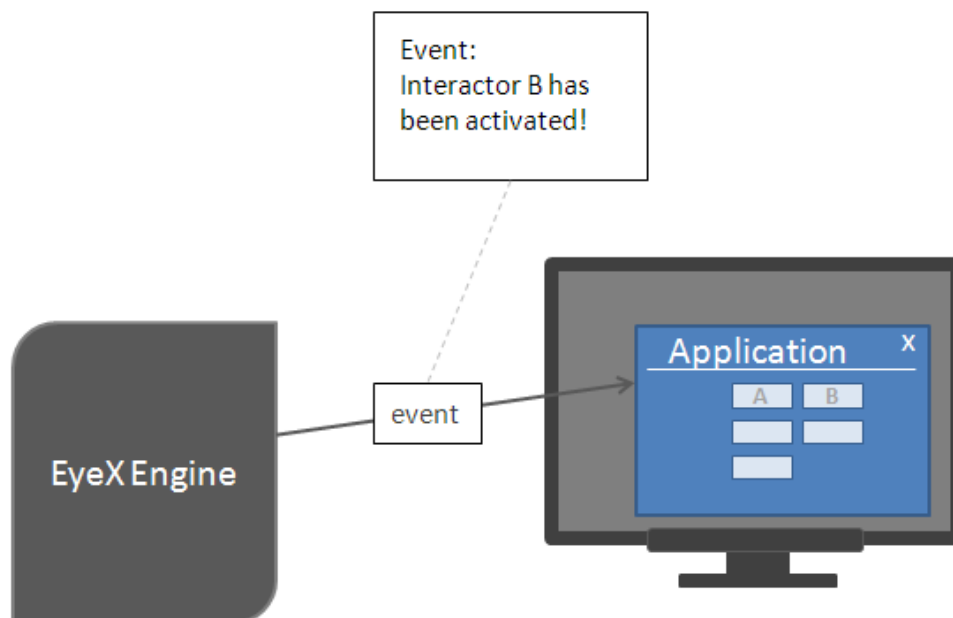 Event:
Interactor B has
been activated!
Application
X
A
B
event
EyeX Engine